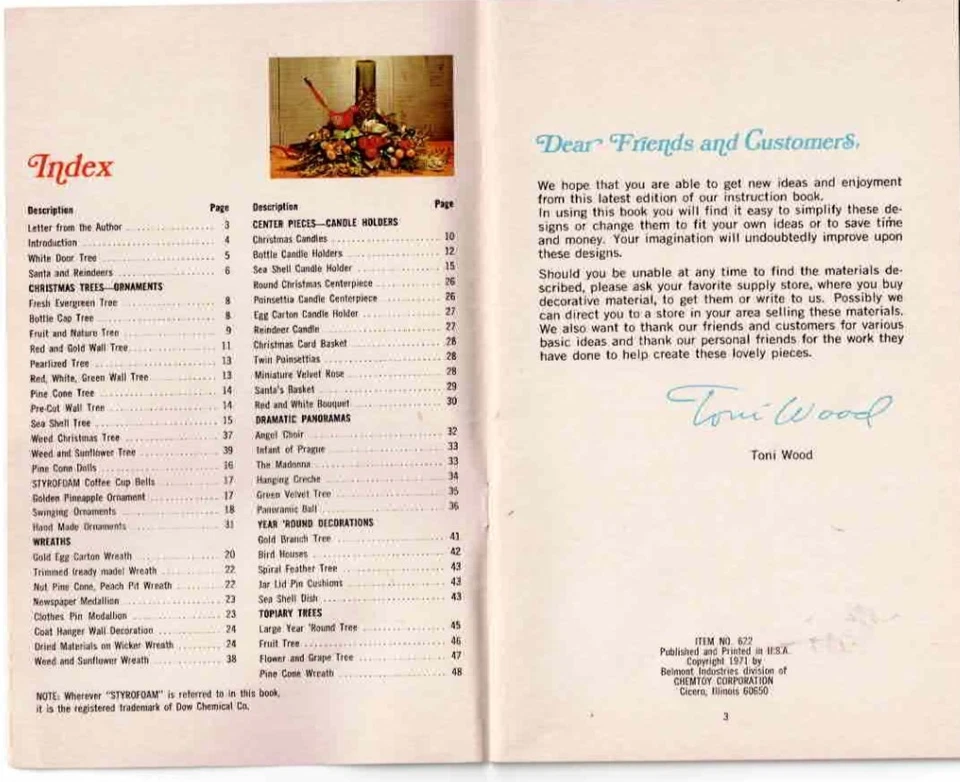 Index
Description Page
Letter from the Author 3
Introduction 4
White Door Tree 5
Santa and Reindeers 6
CHRISTMAS TREES—ORNAMENTS
Fresh Evergreen Tree 8
Bottle Cap Tree 8
Fruit and Nature Tree 9
Red and Gold Wall Tree 11
Pearlized Tree 13
Red, White, Green Wall Tree 13
Pine Cone Tree 14
Pre-Cut Wall Tree 14
Sea Shell Tree 15
Weed Christmas Tree 37
Weed and Sunflower Tree 39
Pine Cone Dolls 16
STYROFOAM Coffee Cup Bells 17
Golden Pineapple Ornament 17
Swinging Ornaments 18
Hand Made Ornaments 31
WREATHS
Gold Egg Carton Wreath 20
Trimmed (ready made) Wreath 22
Nut Pine Cone, Peach Pit Wreath 22
Newspaper Medallion 23
Clothes Pin Medallion 23
Coat Hanger Wall Decoration 24
Dried Materials on Wicker Wreath 24
Weed and Sunflower Wreath 38
Description Page
CENTER PIECES—CANDLE HOLDERS
Christmas Candles 10
Bottle Candle Holders 12
Sea Shell Candle Holder 15
Round Christmas Centerpiece 26
Poinsettia Candle Centerpiece 26
Egg Carton Candle Holder 27
Reindeer Candle 27
Christmas Card Basket 28
Twin Poinsettias 28
Miniature Velvet Rose 28
Santa's Basket 29
Red and White Bouquet 30
DRAMATIC PANORAMAS
Angel Choir 32
Infant of Prague 33
The Madonna 33
Hanging Creche 34
Green Velvet Tree 35
Panoramic Ball 36
YEAR 'ROUND DECORATIONS
Gold Branch Tree 41
Bird Houses 42
Spiral Feather Tree 43
Jar Lid Pin Cushions 43
Sea Shell Dish 43
TOPIARY TREES
Large Year 'Round Tree 45
Fruit Tree 46
Flower and Grape Tree 47
Pine Cone Wreath 48
NOTE: Wherever "STYROFOAM" is referred to in this book,
it is the registered trademark of Dow Chemical Co.
Dear Friends and Customers,
We hope that you are able to get new ideas and enjoyment
from this latest edition of our instruction book.
In using this book you will find it easy to simplify these de-
signs or change them to fit your own ideas or to save time
and money. Your imagination will undoubtedly improve upon
these designs.
Should you be unable at any time to find the materials de-
scribed, please ask your favorite supply store, where you buy
decorative material, to get them or write to us. Possibly we
can direct you to a store in your area selling these materials.
We also want to thank our friends and customers for various
basic ideas and thank our personal friends for the work they
have done to help create these lovely pieces.
Toni Wood
Toni Wood
ITEM NO. 622
Published and Printed in U.S.A.
Copyright 1971 by
Belmont Industries division of
CHEMTOY CORPORATION
Cicero, Illinois 60650
3